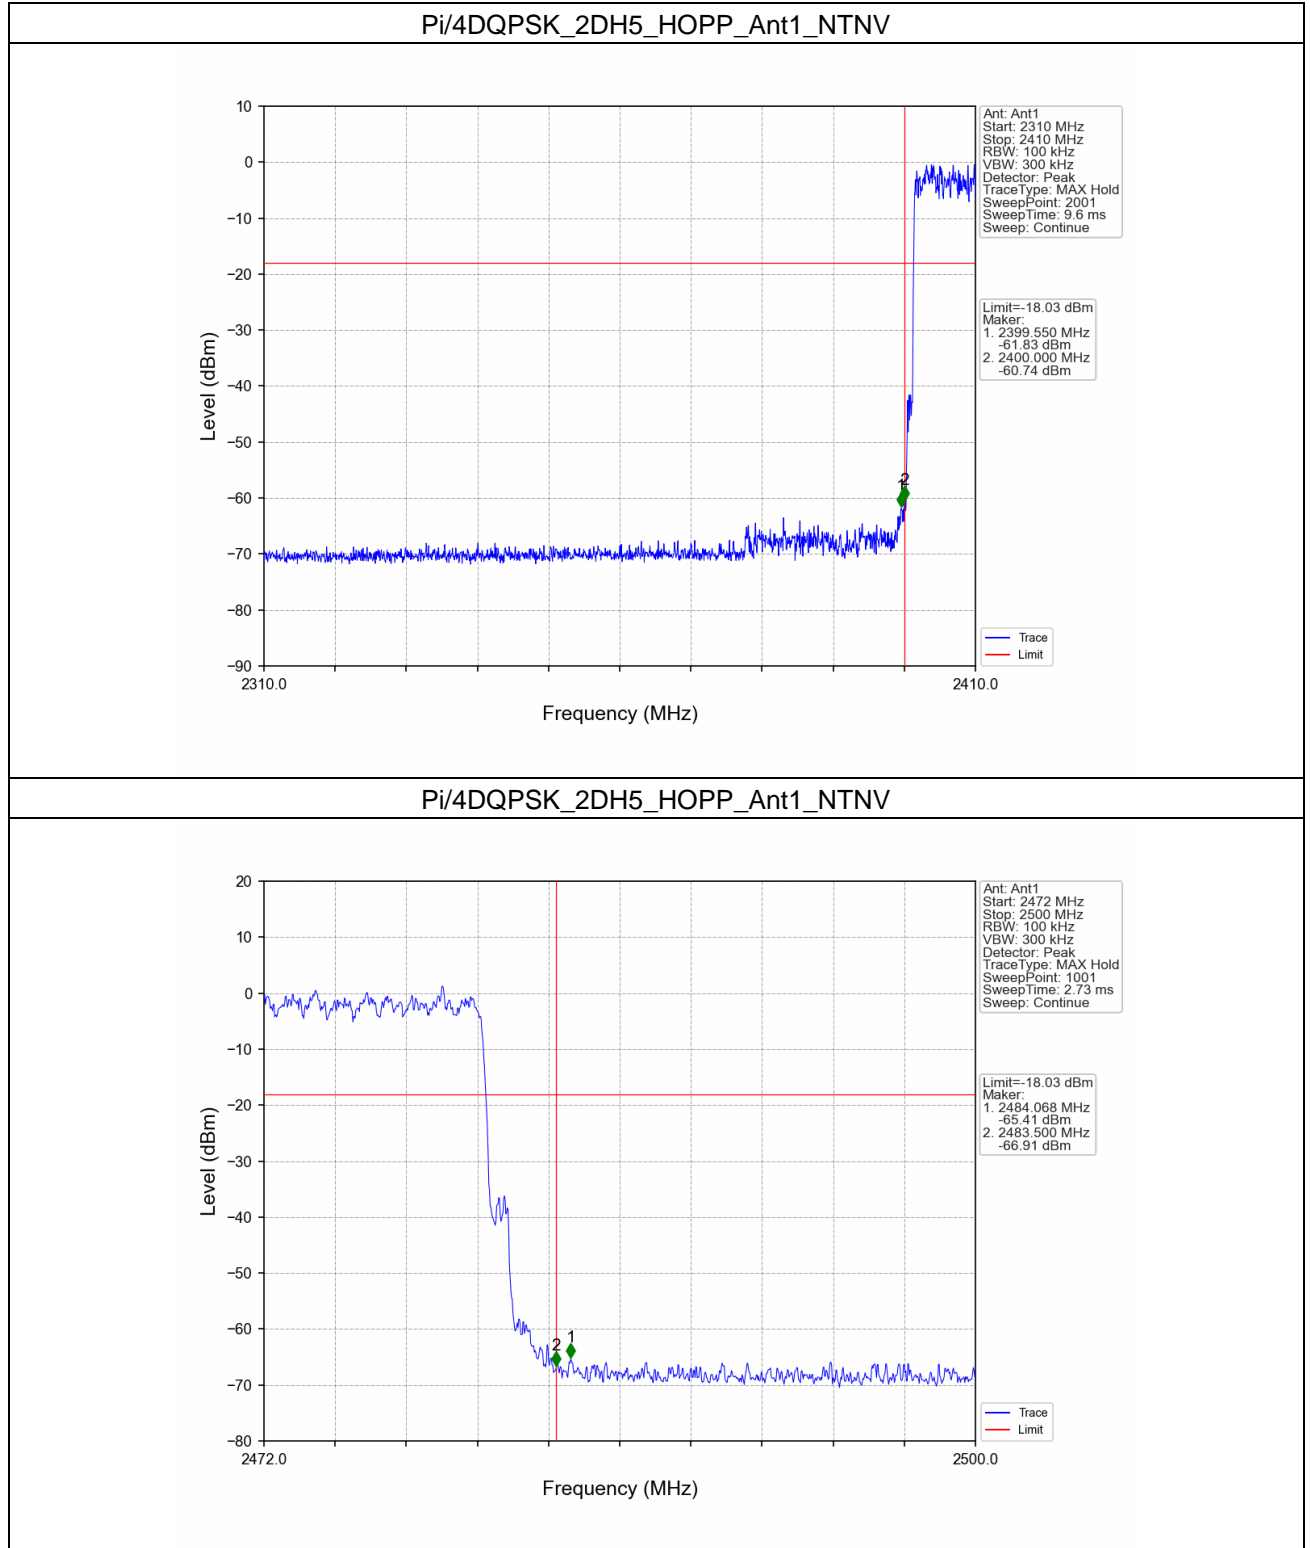 Pi/4DQPSK_2DH5_HOPP_Ant1_NTNV
10
0
−10
−20
−30
−40
−50
−60
−70
−80
−90
Level (dBm)
2310.0
2410.0
Frequency (MHz)
1
2
Ant: Ant1
Start: 2310 MHz
Stop: 2410 MHz
RBW: 100 kHz
VBW: 300 kHz
Detector: Peak
TraceType: MAX Hold
SweepPoint: 2001
SweepTime: 9.6 ms
Sweep: Continue
Limit=-18.03 dBm
Maker:
1. 2399.550 MHz
-61.83 dBm
2. 2400.000 MHz
-60.74 dBm
Trace
Limit
Pi/4DQPSK_2DH5_HOPP_Ant1_NTNV
20
10
0
−10
−20
−30
−40
−50
−60
−70
−80
Level (dBm)
2472.0
2500.0
Frequency (MHz)
2
1
Ant: Ant1
Start: 2472 MHz
Stop: 2500 MHz
RBW: 100 kHz
VBW: 300 kHz
Detector: Peak
TraceType: MAX Hold
SweepPoint: 1001
SweepTime: 2.73 ms
Sweep: Continue
Limit=-18.03 dBm
Maker:
1. 2484.068 MHz
-65.41 dBm
2. 2483.500 MHz
-66.91 dBm
Trace
Limit